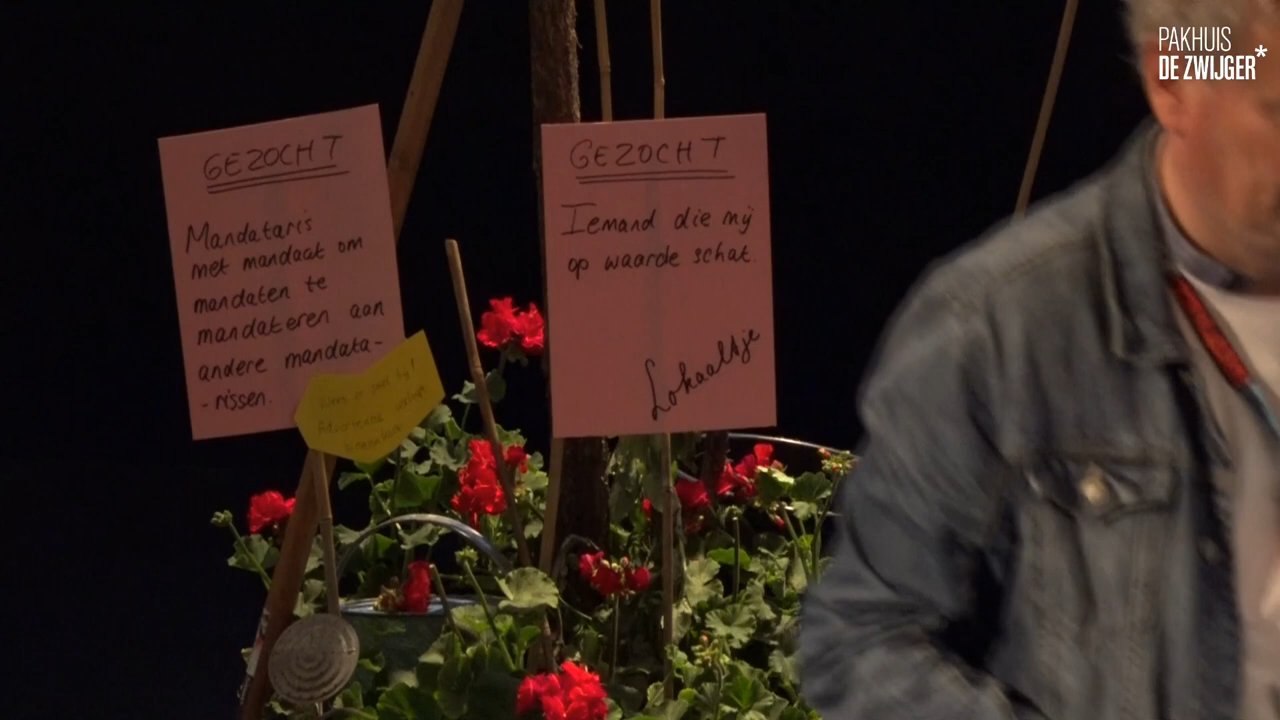 PAKHUIS
DE ZWIJGER*
GEZOCHT
Mandataris
met mandaat om
mandaten te
mandateren aan
andere mandata-
-rissen.
GEZOCHT
Iemand die mij
op waarde schat.
Lokaaltje
Advertentie